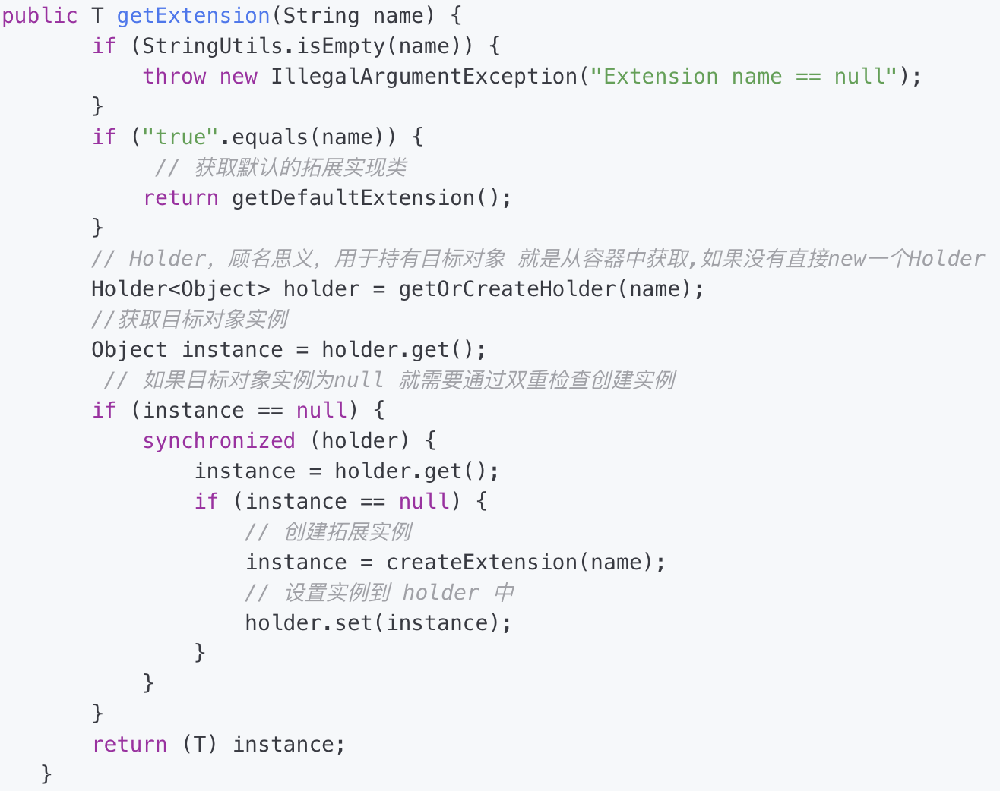 public T getExtension(String name) {
        if (StringUtils.isEmpty(name)) {
            throw new IllegalArgumentException("Extension name == null");
        }
        if ("true".equals(name)) {
             // 获取默认的拓展实现类
            return getDefaultExtension();
        }
        // Holder，顾名思义，用于持有目标对象 就是从容器中获取,如果没有直接new一个Holder
        Holder<Object> holder = getOrCreateHolder(name);
        //获取目标对象实例
        Object instance = holder.get();
         // 如果目标对象实例为null 就需要通过双重检查创建实例
        if (instance == null) {
            synchronized (holder) {
                instance = holder.get();
                if (instance == null) {
                    // 创建拓展实例
                    instance = createExtension(name);
                    // 设置实例到 holder 中
                    holder.set(instance);
                }
            }
        }
        return (T) instance;
    }